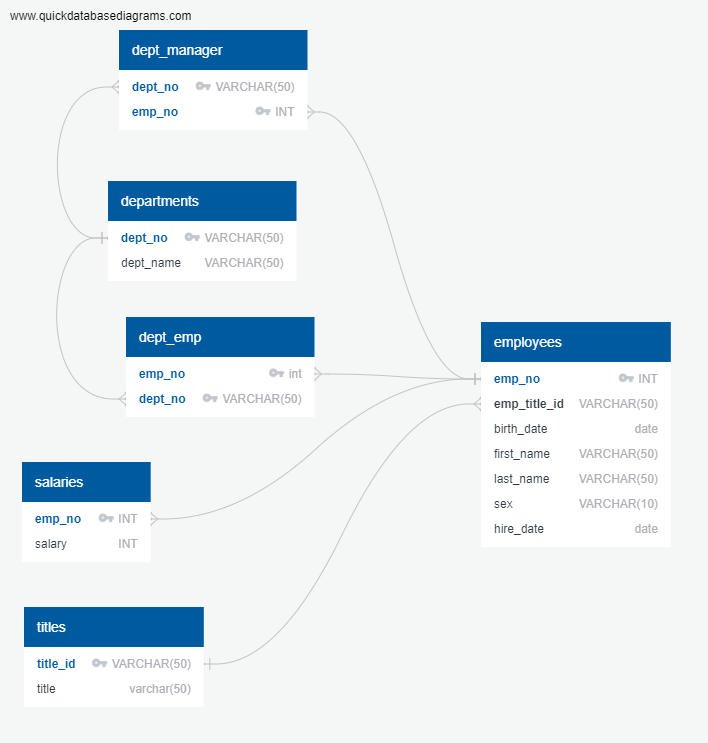 www.quickdatabasediagrams.com
dept_manager
dept_no VARCHAR(50)
emp_no INT
departments
dept_no VARCHAR(50)
dept_name VARCHAR(50)
dept_emp
emp_no int
dept_no VARCHAR(50)
employees
emp_no INT
emp_title_id VARCHAR(50)
birth_date date
first_name VARCHAR(50)
last_name VARCHAR(50)
sex VARCHAR(10)
hire_date date
salaries
emp_no INT
salary INT
titles
title_id VARCHAR(50)
title varchar(50)